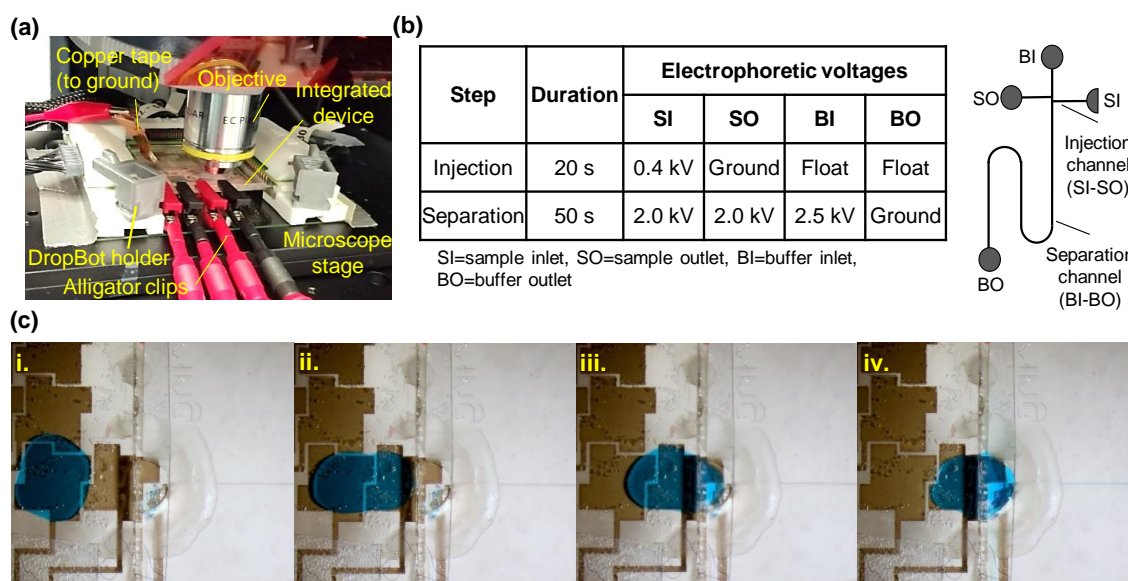 (a)
Copper tape
(to ground)
Objective
Integrated
device
EC P
DropBot holder
Alligator clips
Microscope
stage
(b)
Step Duration Electrophoretic voltages
SI SO BI BO
Injection 20 s 0.4 kV Ground Float Float
Separation 50 s 2.0 kV 2.0 kV 2.5 kV Ground
SI=sample inlet, SO=sample outlet, BI=buffer inlet,
BO=buffer outlet
BI
SO
SI
Injection
channel
(SI-SO)
BO
Separation
channel
(BI-BO)
(c)
i.
ii.
iii.
iv.